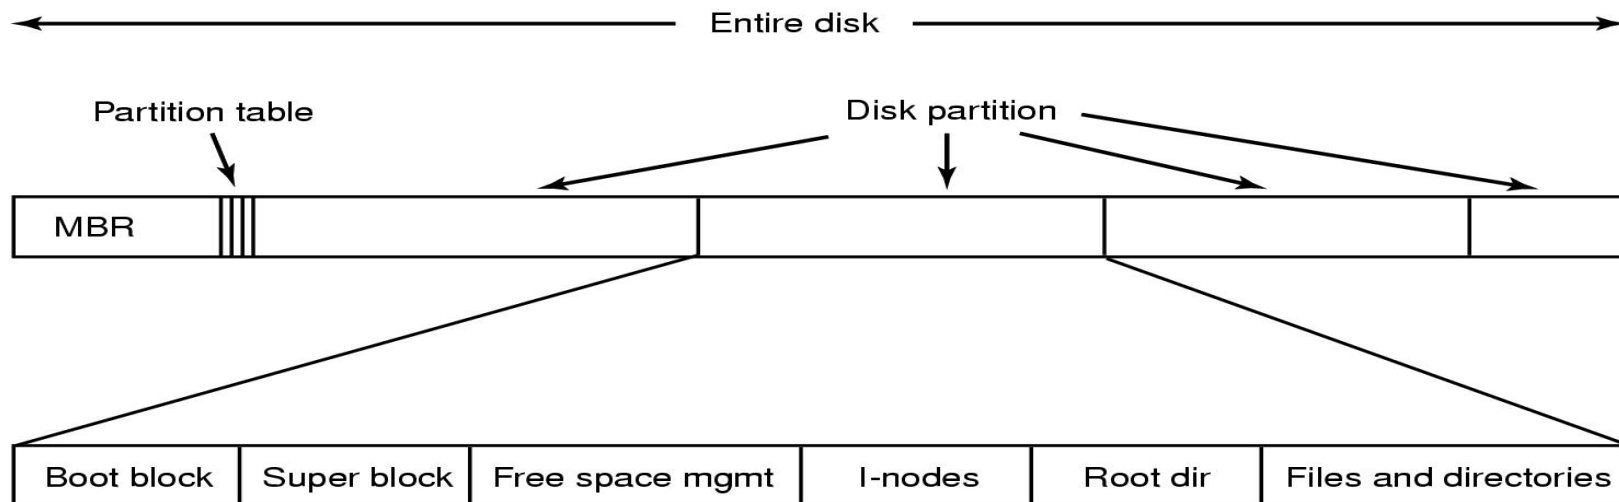 Entire disk
Partition table
Disk partition
MBR
Boot block
Super block
Free space mgmt
I-nodes
Root dir
Files and directories